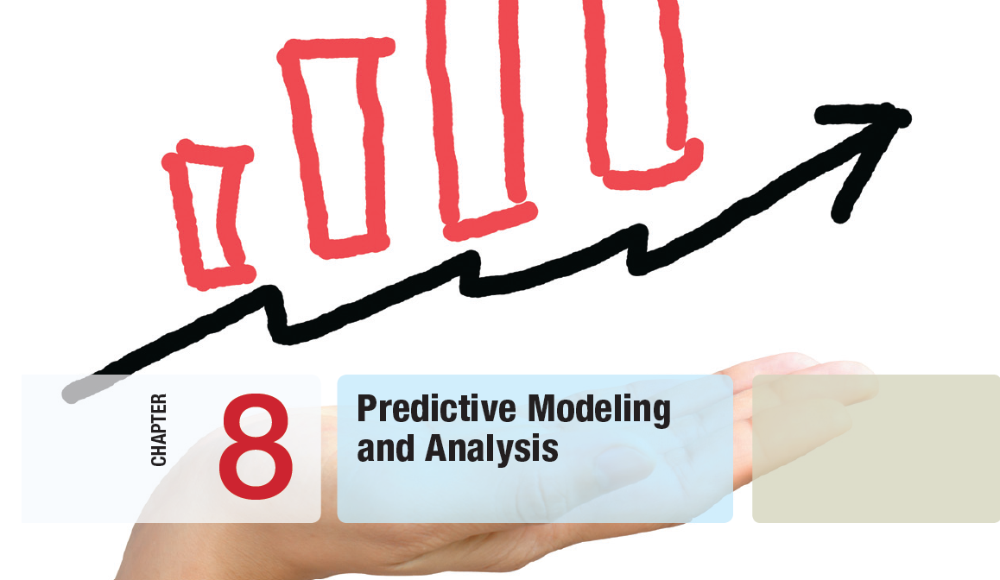 CHAPTER
8
Predictive Modeling
and Analysis